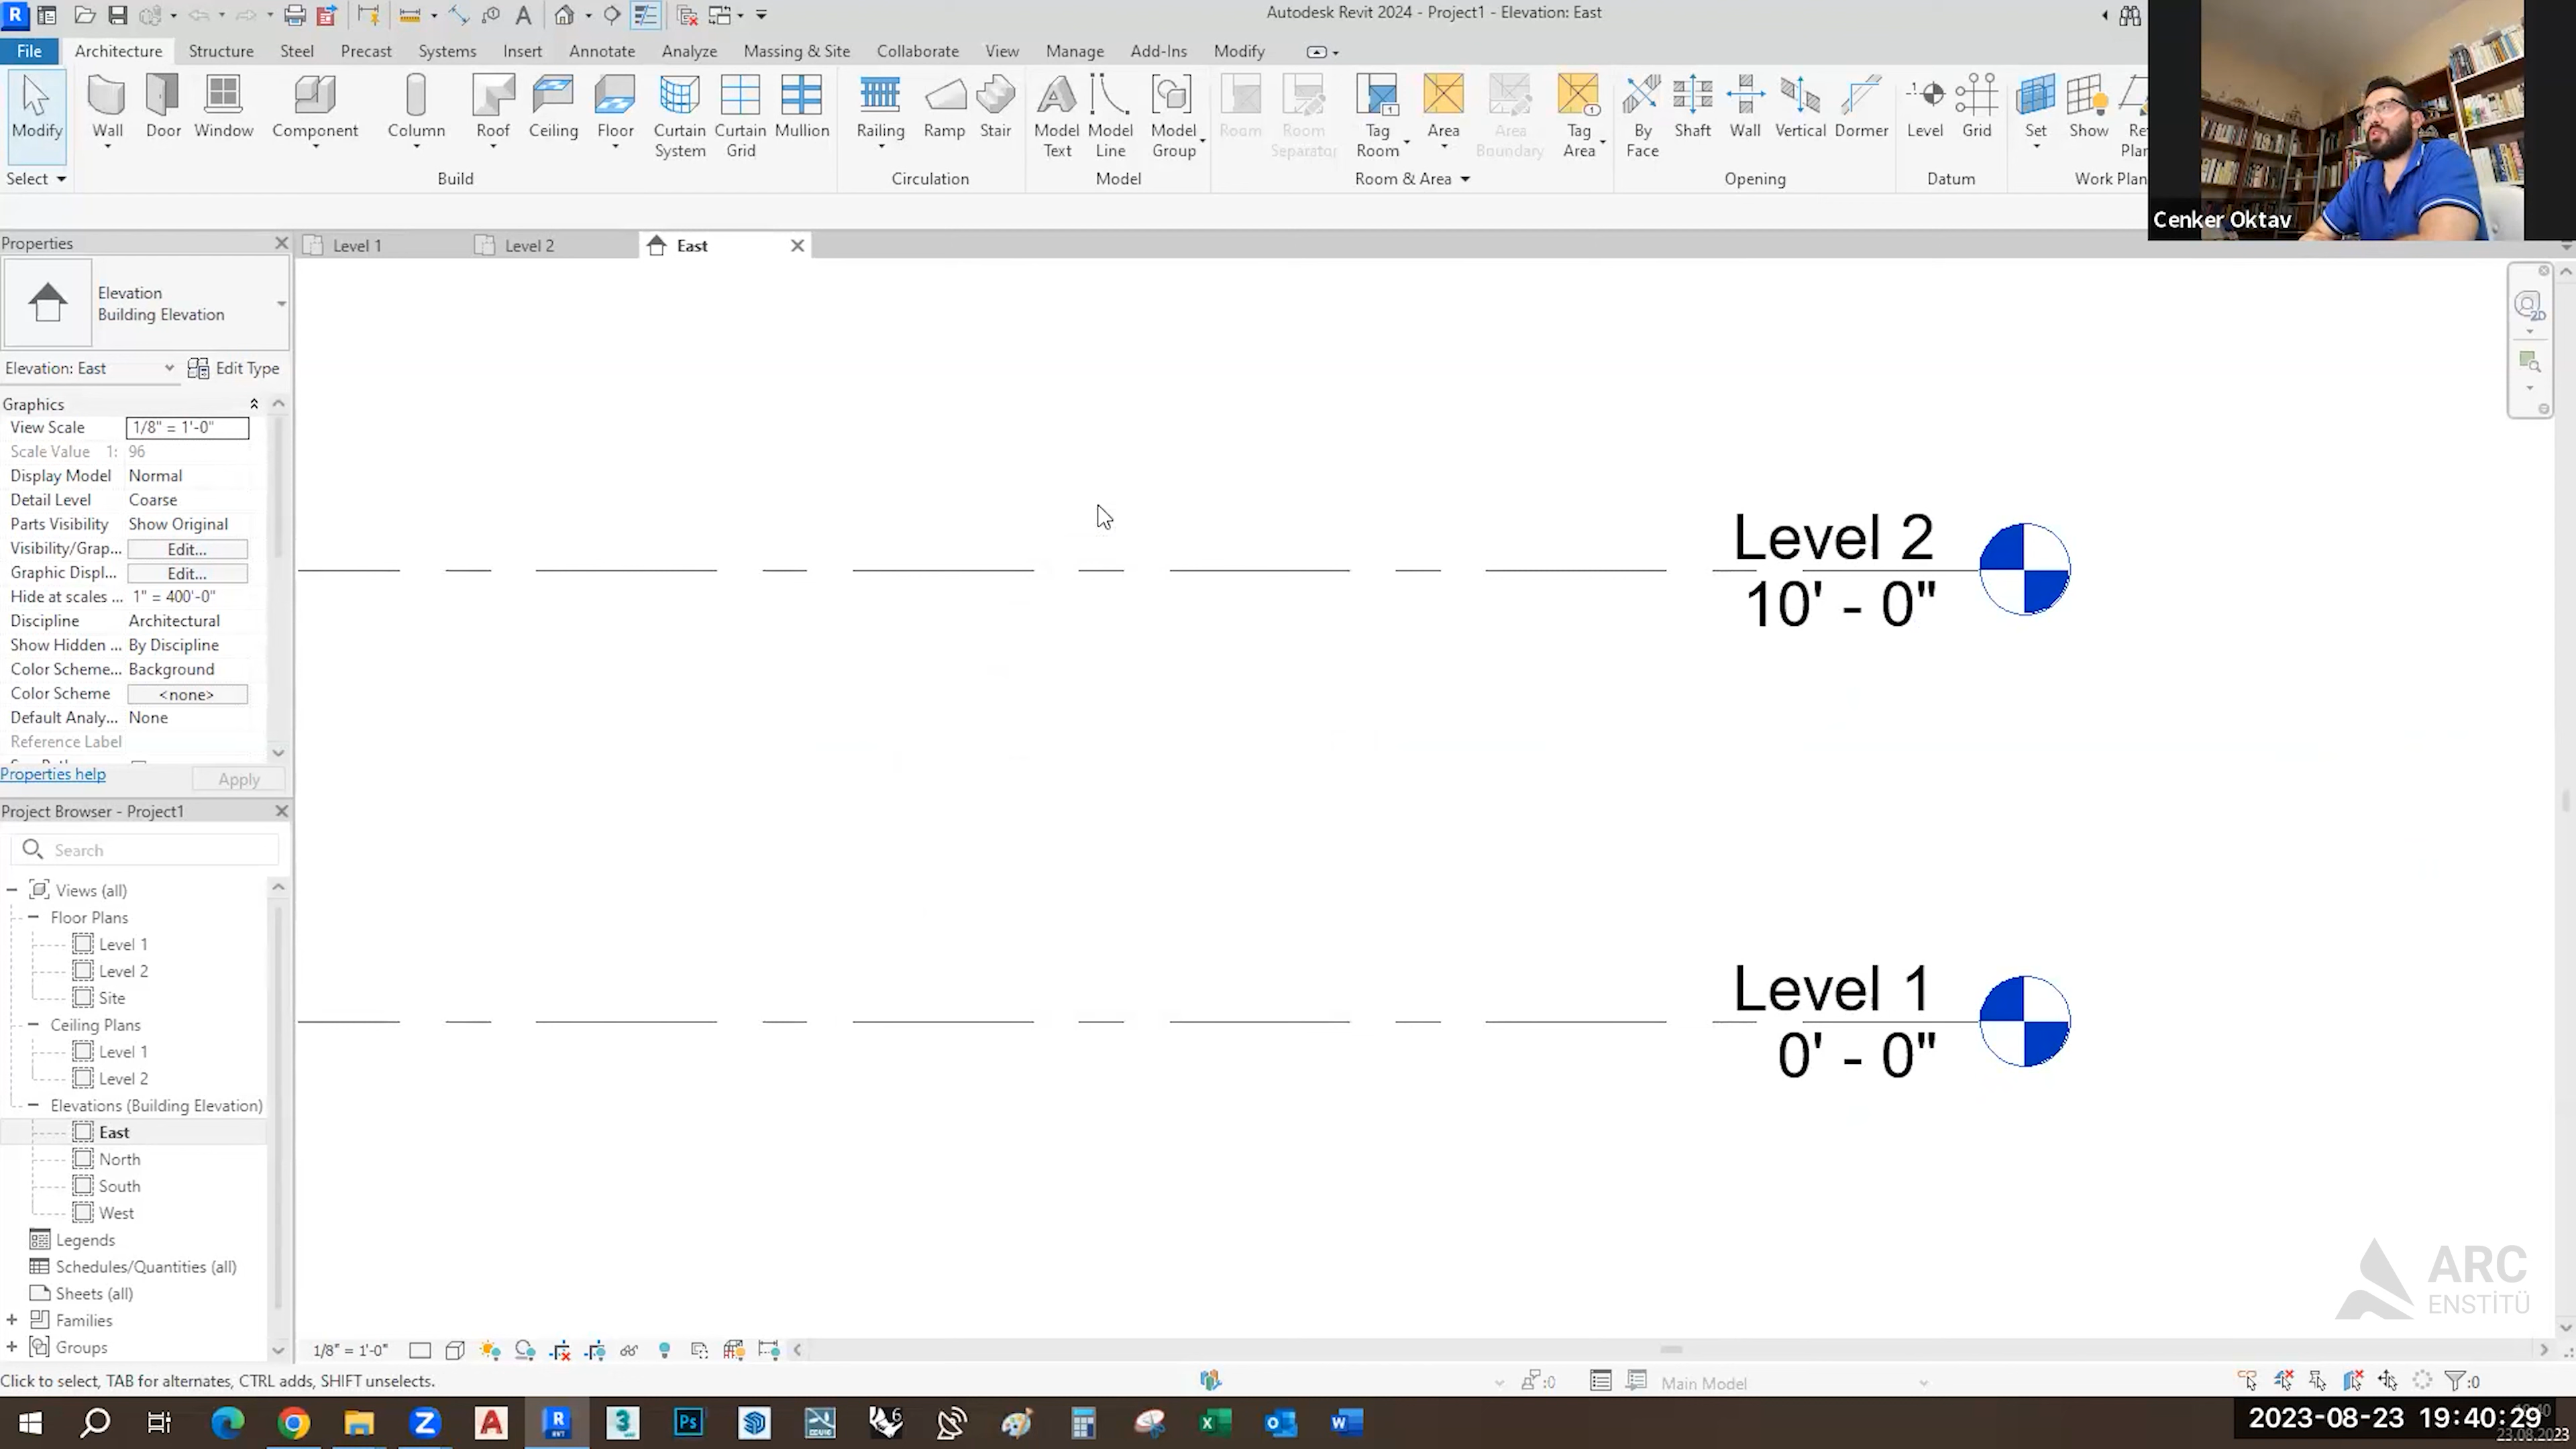 Autodesk Revit 2024 - Project1 - Elevation: East
File Architecture Structure Steel Precast Systems Insert Annotate Analyze Massing & Site Collaborate View Manage Add-Ins Modify
Modify Wall Door Window Component Column Roof Ceiling Floor Curtain System Curtain Grid Mullion Railing Ramp Stair Model Text Model Line Model Group Room Room Separator Tag Room Area Area Boundary Tag Area By Face Shaft Wall Vertical Dormer Level Grid Set Show
Select Build Circulation Model Room & Area Opening Datum Work Plan
Cenker Oktav
Properties
Level 1 Level 2 East
Elevation
Building Elevation
Elevation: East Edit Type
Graphics
View Scale 1/8" = 1'-0"
Scale Value 1: 96
Display Model Normal
Detail Level Coarse
Parts Visibility Show Original
Visibility/Grap... Edit...
Graphic Displ... Edit...
Hide at scales ... 1" = 400'-0"
Discipline Architectural
Show Hidden ... By Discipline
Color Scheme... Background
Color Scheme <none>
Default Analy... None
Reference Label
Properties help Apply
Level 2
10' - 0"
Level 1
0' - 0"
Project Browser - Project1
Search
Views (all)
Floor Plans
Level 1
Level 2
Site
Ceiling Plans
Level 1
Level 2
Elevations (Building Elevation)
East
North
South
West
Legends
Schedules/Quantities (all)
Sheets (all)
Families
Groups
ARC
ENSTİTÜ
1/8" = 1'-0"
Click to select, TAB for alternates, CTRL adds, SHIFT unselects.
:0 Main Model :0
2023-08-23 19:40:29
23.08.2023